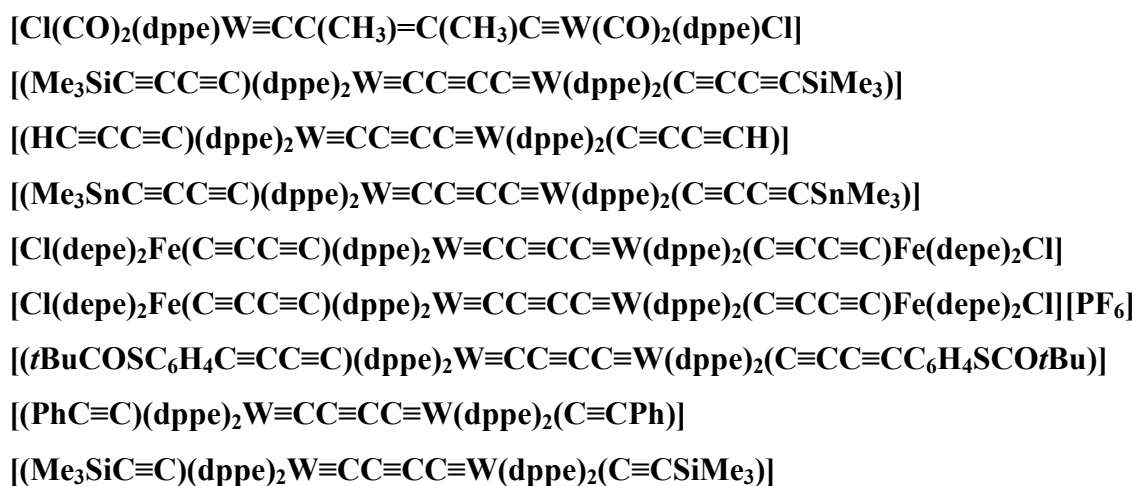 [Cl(CO)₂(dppe)W≡CC(CH₃)=C(CH₃)C≡W(CO)₂(dppe)Cl]
[(Me₃SiC≡CC≡C)(dppe)₂W≡CC≡CC≡W(dppe)₂(C≡CC≡CSiMe₃)]
[(HC≡CC≡C)(dppe)₂W≡CC≡CC≡W(dppe)₂(C≡CC≡CH)]
[(Me₃SnC≡CC≡C)(dppe)₂W≡CC≡CC≡W(dppe)₂(C≡CC≡CSnMe₃)]
[Cl(depe)₂Fe(C≡CC≡C)(dppe)₂W≡CC≡CC≡W(dppe)₂(C≡CC≡C)Fe(depe)₂Cl]
[Cl(depe)₂Fe(C≡CC≡C)(dppe)₂W≡CC≡CC≡W(dppe)₂(C≡CC≡C)Fe(depe)₂Cl][PF₆]
[(tBuCOSC₆H₄C≡CC≡C)(dppe)₂W≡CC≡CC≡W(dppe)₂(C≡CC≡CC₆H₄SCOtBu)]
[(PhC≡C)(dppe)₂W≡CC≡CC≡W(dppe)₂(C≡CPh)]
[(Me₃SiC≡C)(dppe)₂W≡CC≡CC≡W(dppe)₂(C≡CSiMe₃)]